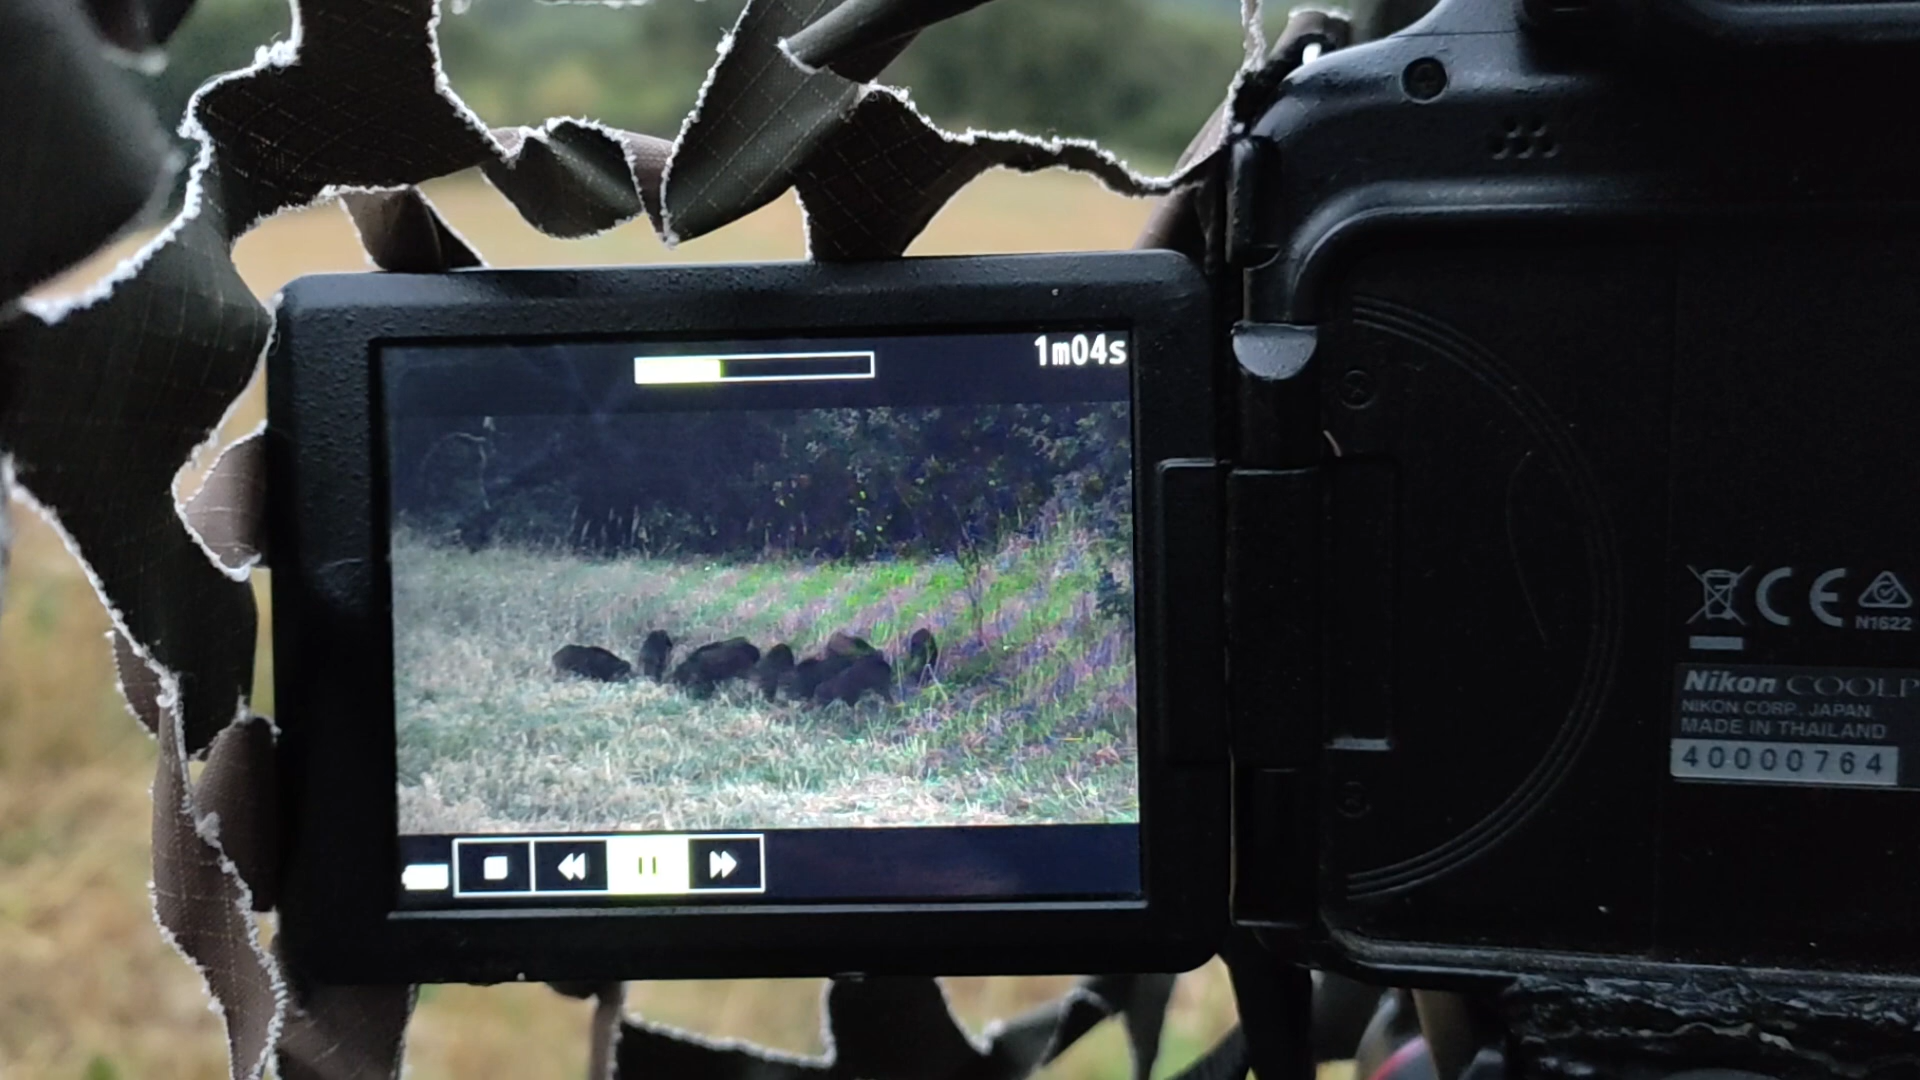 1m04s
N1622
Nikon COOLP
NIKON CORP., JAPAN
MADE IN THAILAND
40000764